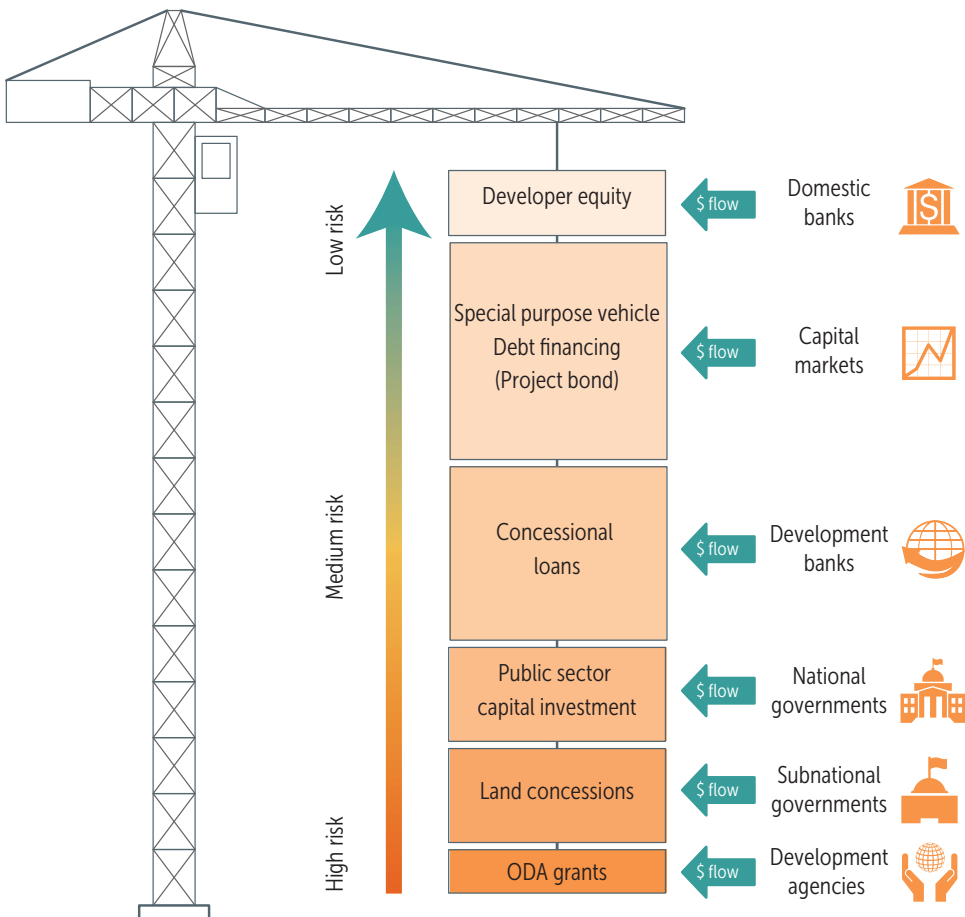 Low risk
Medium risk
High risk
Developer equity
$ flow
Domestic
banks
Special purpose vehicle
Debt financing
(Project bond)
$ flow
Capital
markets
Concessional
loans
$ flow
Development
banks
Public sector
capital investment
$ flow
National
governments
Land concessions
$ flow
Subnational
governments
ODA grants
$ flow
Development
agencies
$